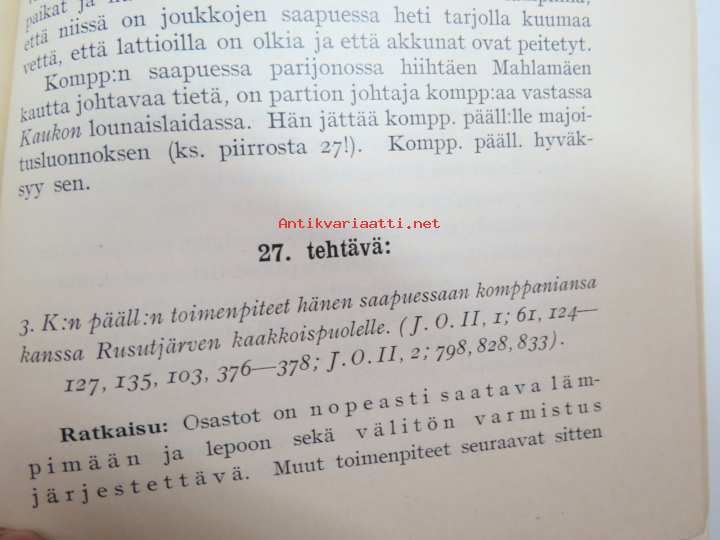 paikat ja
että niissä on joukkojen saapuessa heti tarjolla kuumaa
vettä, että lattioilla on olkia ja että akkunat ovat peitetyt.
Kompp:n saapuessa parijonossa hiihtäen Mahlamäen
kautta johtavaa tietä, on partion johtaja kompp:aa vastassa
Kaukon lounaislaidassa. Hän jättää kompp. pääll:lle majoi-
tusluonnoksen (ks. piirrosta 27!). Kompp. pääll. hyväk-
syy sen.
Antikvariaatti.net
27. tehtävä:
3. K:n pääll:n toimenpiteet hänen saapuessaan komppaniansa
kanssa Rusutjärven kaakkoispuolelle. (J. O. II, 1; 61, 124—
127, 135, 103, 376—378; J. O. II, 2; 798, 828, 833).
Ratkaisu: Osastot on nopeasti saatava läm-
pimään ja lepoon sekä välitön varmistus
järjestettävä. Muut toimenpiteet seuraavat sitten